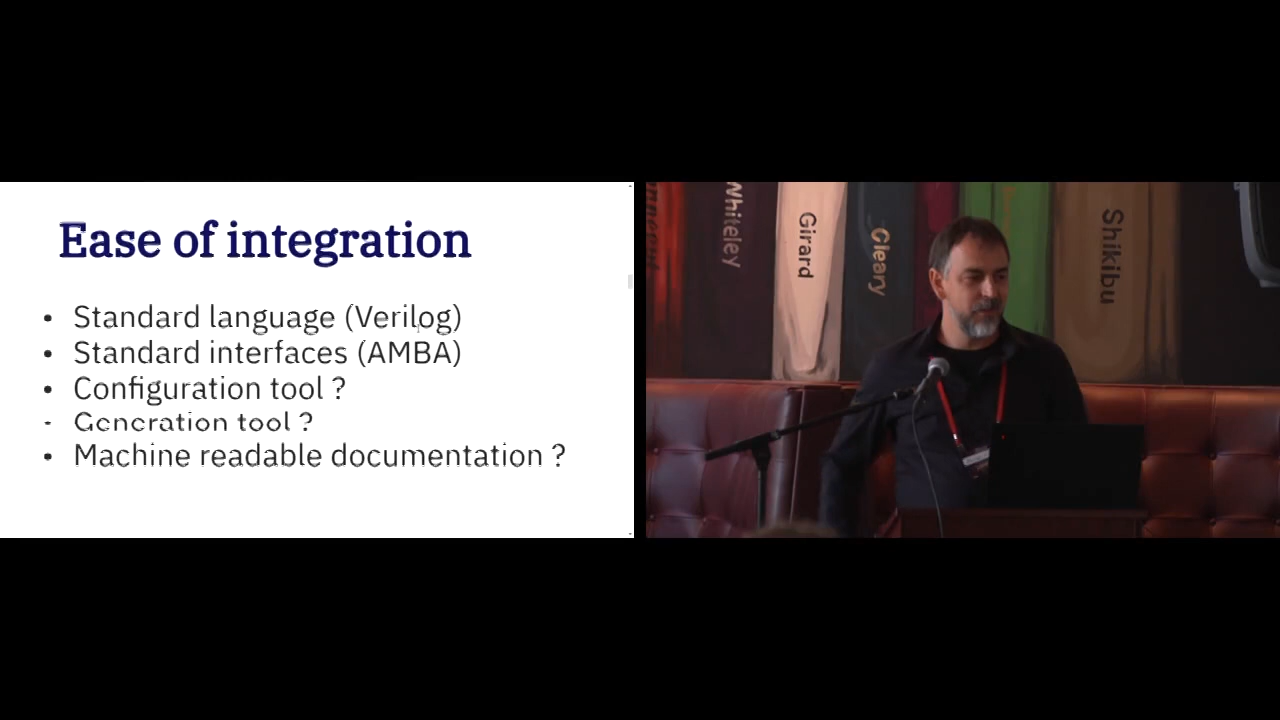 Ease of integration
• Standard language (Verilog)
• Standard interfaces (AMBA)
• Configuration tool ?
• Generation tool ?
• Machine readable documentation ?
Whiteley
Girard
Cleary
Shikibu